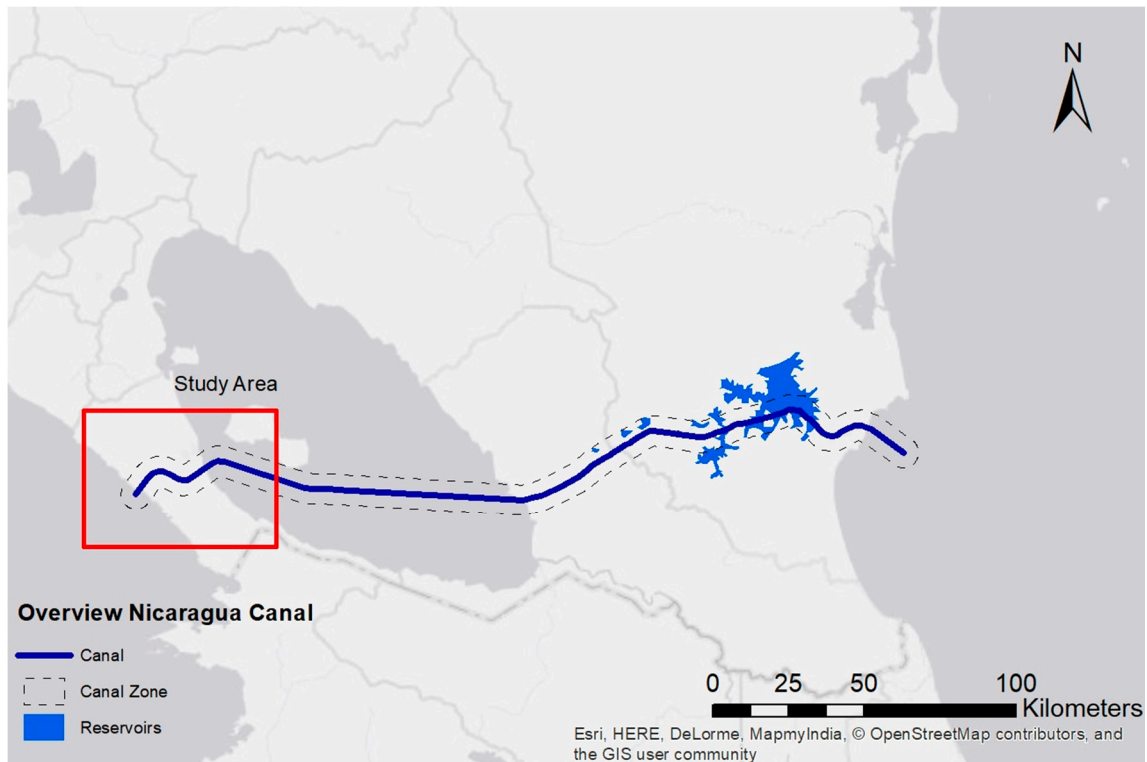 N
Study Area
Overview Nicaragua Canal
Canal
Canal Zone
Reservoirs
0 25 50 100
Kilometers
Esri, HERE, DeLorme, MapmyIndia, © OpenStreetMap contributors, and
the GIS user community